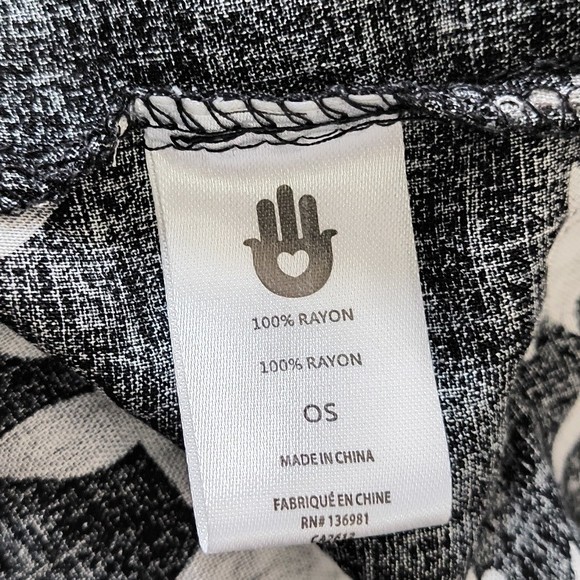 100% RAYON
100% RAYON
OS
MADE IN CHINA
FABRIQUÉ EN CHINE
RN# 136981